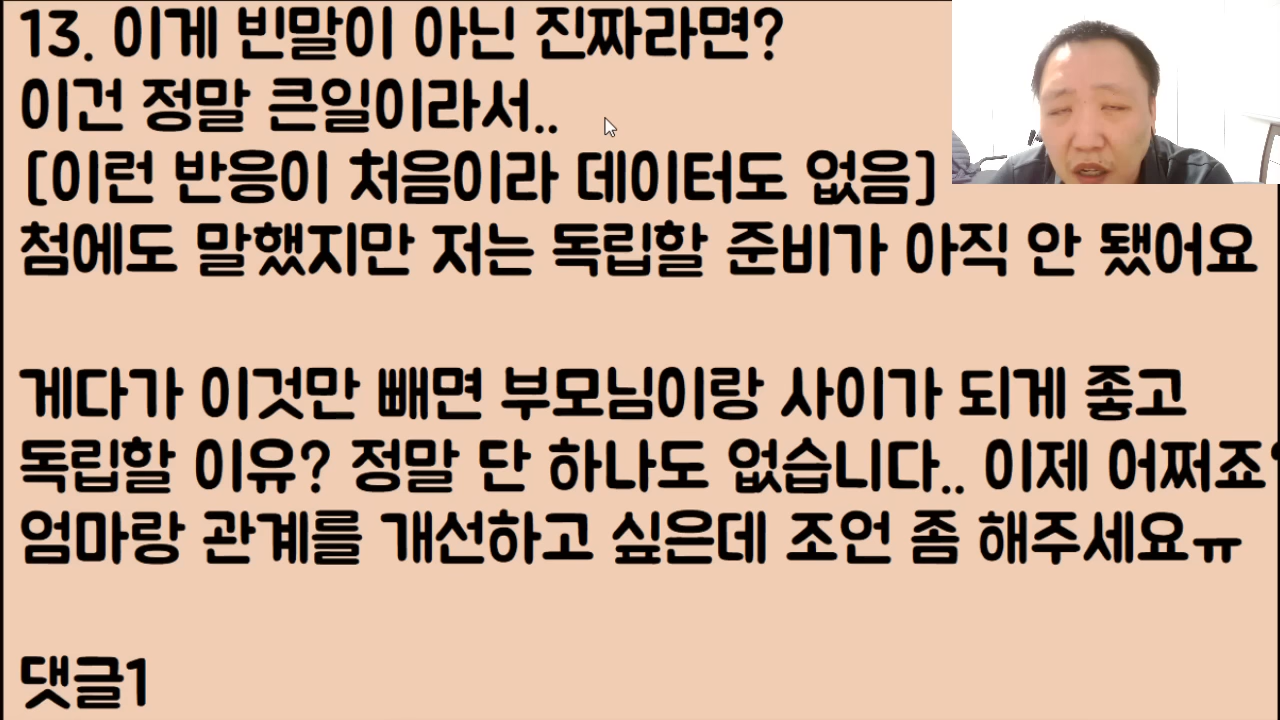 13. 이게 빈말이 아닌 진짜라면?
이건 정말 큰일이라서..
[이런 반응이 처음이라 데이터도 없음]
첨에도 말했지만 저는 독립할 준비가 아직 안 됐어요
게다가 이것만 빼면 부모님이랑 사이가 되게 좋고
독립할 이유? 정말 단 하나도 없습니다.. 이제 어쩌죠?
엄마랑 관계를 개선하고 싶은데 조언 좀 해주세요ㅠ
댓글1